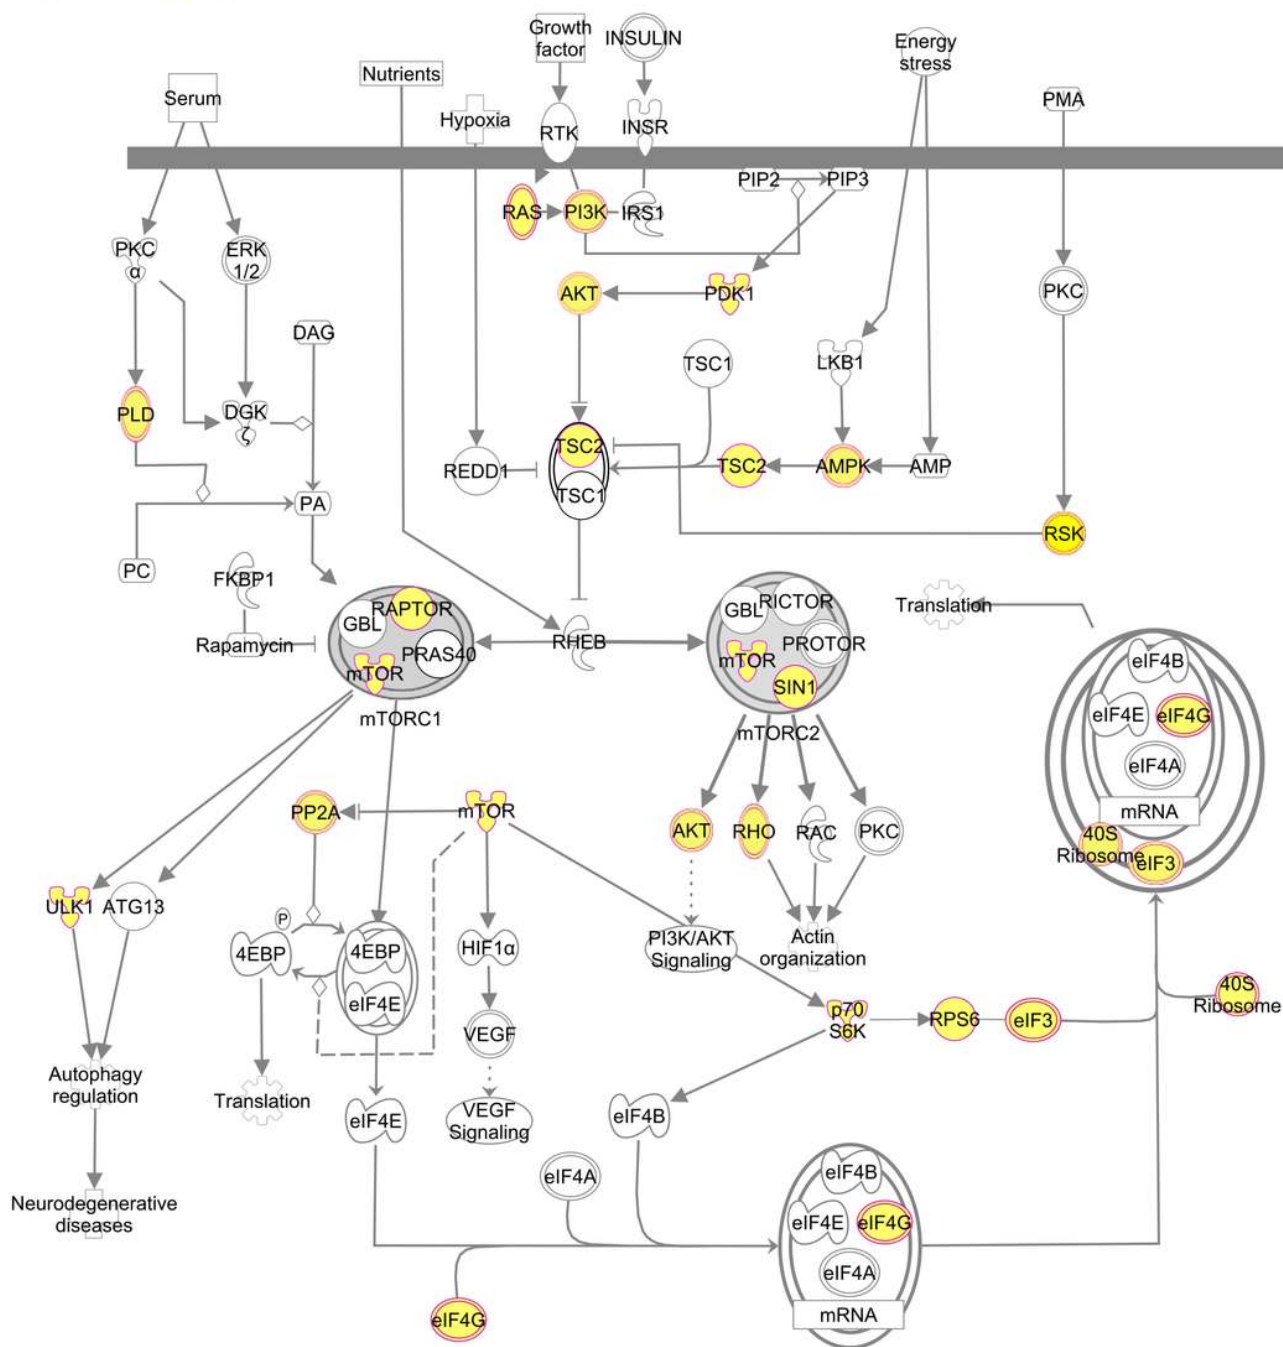 Growth
factor
INSULIN
Energy
stress
Nutrients
Serum
Hypoxia
PMA
RTK
INSR
PIP2
PIP3
RAS
PI3K
IRS1
PKC
α
ERK
1/2
AKT
PDK1
PKC
DAG
TSC1
LKB1
PLD
DGK
ζ
TSC2
REDD1
TSC2
AMPK
AMP
TSC1
PA
RSK
PC
FKBP1
Rapamycin
RAPTOR
GBL
PRAS40
mTOR
mTORC1
RHEB
GBL
RICTOR
PROTOR
mTOR
SIN1
mTORC2
Translation
eIF4B
eIF4E
eIF4G
eIF4A
mRNA
40S
Ribosome
eIF3
PP2A
mTOR
AKT
RHO
RAC
PKC
ULK1
ATG13
P
4EBP
4EBP
eIF4E
HIF1α
PI3K/AKT
Signaling
Actin
organization
VEGF
p70
S6K
RPS6
eIF3
40S
Ribosome
Autophagy
regulation
Translation
eIF4E
VEGF
Signaling
eIF4B
Neurodegenerative
diseases
eIF4A
eIF4B
eIF4E
eIF4G
eIF4A
mRNA
eIF4G